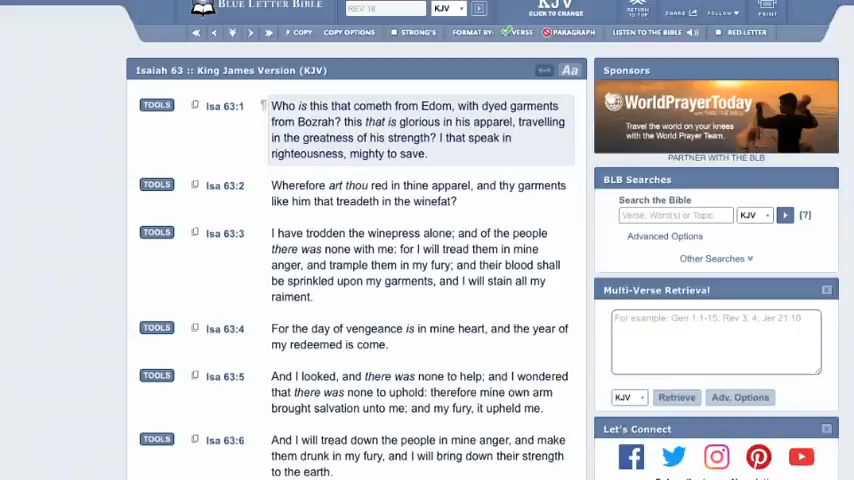 BLUE LETTER BIBLE
REV 18
KJV
KJV
CLICK TO CHANGE
RETURN TO TOP
SHARE
FOLLOW
PRINT
COPY
COPY OPTIONS
STRONG'S
FORMAT BY:
VERSE
PARAGRAPH
LISTEN TO THE BIBLE
RED-LETTER
Isaiah 63 :: King James Version (KJV)
Aa
TOOLS
Isa 63:1
¶
Who is this that cometh from Edom, with dyed garments
from Bozrah? this that is glorious in his apparel, travelling
in the greatness of his strength? I that speak in
righteousness, mighty to save.
TOOLS
Isa 63:2
Wherefore art thou red in thine apparel, and thy garments
like him that treadeth in the winefat?
TOOLS
Isa 63:3
I have trodden the winepress alone; and of the people
there was none with me: for I will tread them in mine
anger, and trample them in my fury; and their blood shall
be sprinkled upon my garments, and I will stain all my
raiment.
TOOLS
Isa 63:4
For the day of vengeance is in mine heart, and the year of
my redeemed is come.
TOOLS
Isa 63:5
And I looked, and there was none to help; and I wondered
that there was none to uphold: therefore mine own arm
brought salvation unto me; and my fury, it upheld me.
TOOLS
Isa 63:6
And I will tread down the people in mine anger, and make
them drunk in my fury, and I will bring down their strength
to the earth.
Sponsors
WorldPrayerToday
Travel the world on your knees
with the World Prayer Team.
PARTNER WITH THE BLB
BLB Searches
Search the Bible
Verse, Word(s) or Topic
KJV
[?]
Advanced Options
Other Searches
Multi-Verse Retrieval
For example: Gen 1:1-15; Rev 3, 4; Jer 21:10
KJV
Retrieve
Adv. Options
Let's Connect